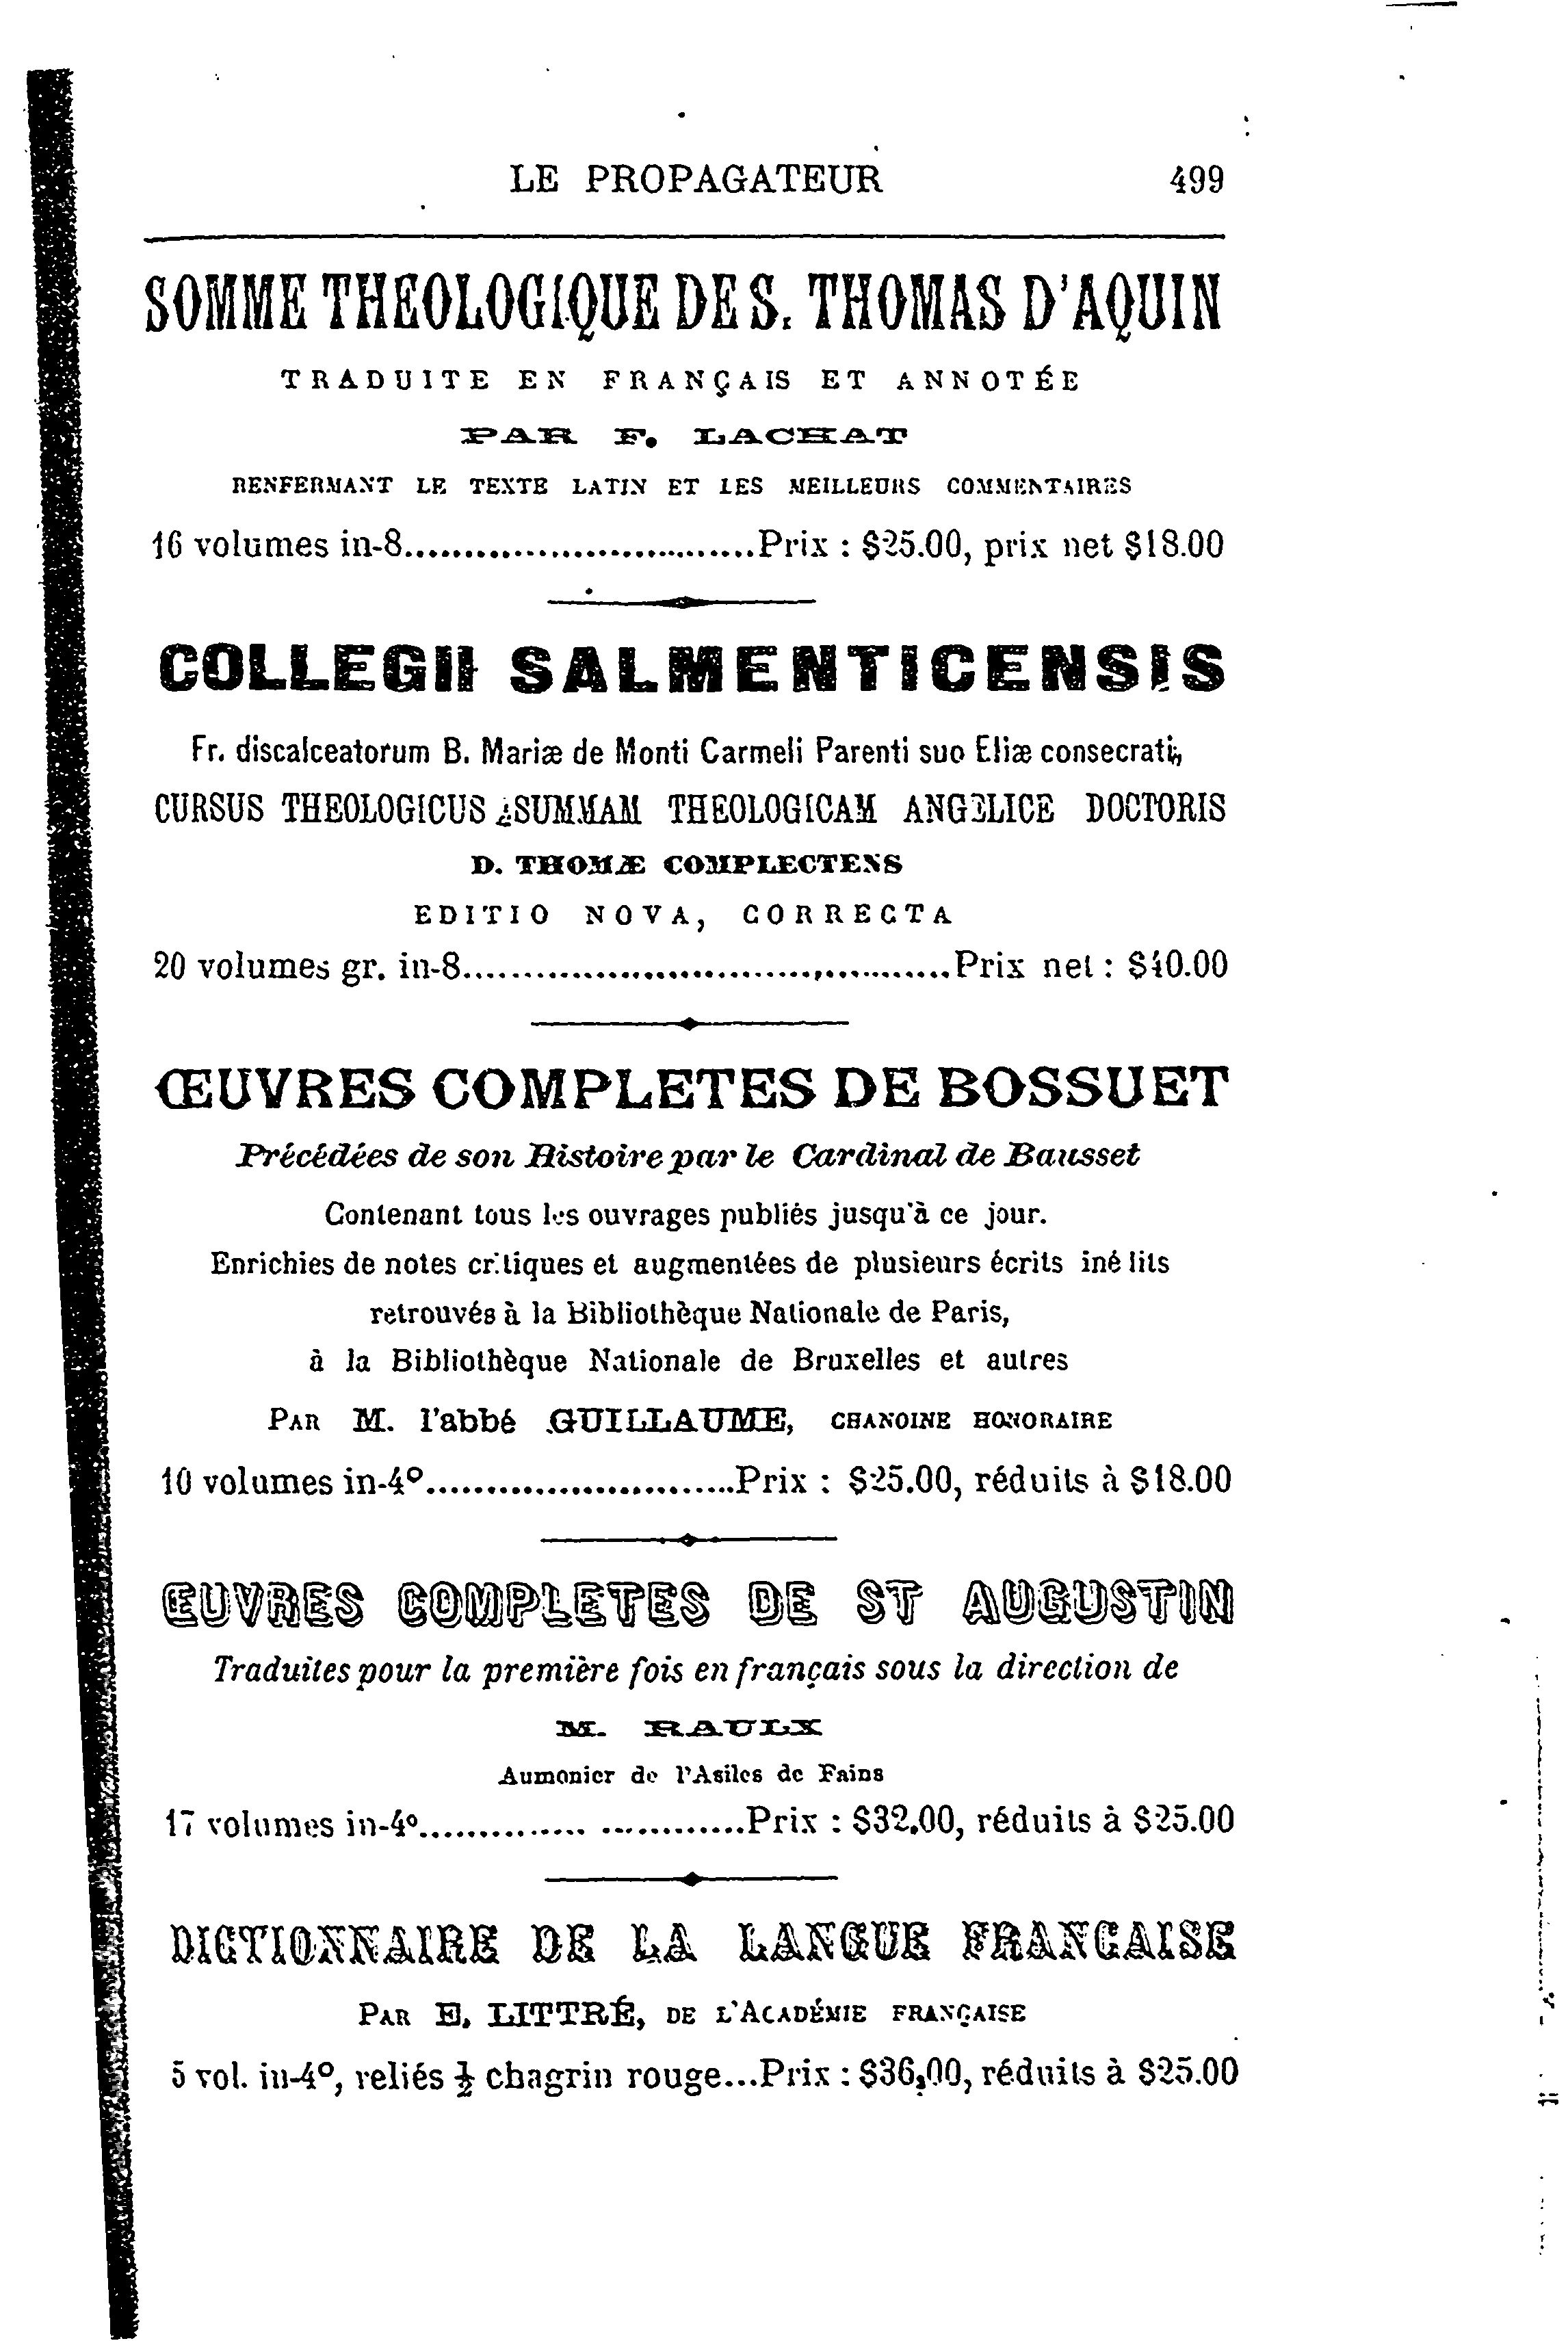 LE PROPAGATEUR 499
SOMME THEOLOGIQUE DE S. THOMAS D'AQUIN
TRADUITE EN FRANÇAIS ET ANNOTÉE
PAR F. LACHAT
RENFERMANT LE TEXTE LATIN ET LES MEILLEURS COMMENTAIRES
16 volumes in-8.............................Prix : $25.00, prix net $18.00
COLLEGII SALMENTICENSIS
Fr. discalceatorum B. Mariæ de Monti Carmeli Parenti suo Eliæ consecrati,
CURSUS THEOLOGICUS SUMMAM THEOLOGICAM ANGELICE DOCTORIS
D. THOMÆ COMPLECTENS
EDITIO NOVA, CORRECTA
20 volumes gr. in-8........................................Prix net : $40.00
ŒUVRES COMPLETES DE BOSSUET
Précédées de son Histoire par le Cardinal de Bausset
Contenant tous les ouvrages publiés jusqu'à ce jour.
Enrichies de notes critiques et augmentées de plusieurs écrits inédits
retrouvés à la Bibliothèque Nationale de Paris,
à la Bibliothèque Nationale de Bruxelles et autres
PAR M. l'abbé GUILLAUME, CHANOINE HONORAIRE
10 volumes in-4º..........................Prix : $25.00, réduits à $18.00
ŒUVRES COMPLETES DE ST AUGUSTIN
Traduites pour la première fois en français sous la direction de
M. RAULX
Aumonier de l'Asiles de Fains
17 volumes in-4º.............. ............Prix : $32.00, réduits à $25.00
DICTIONNAIRE DE LA LANGUE FRANCAISE
PAR E. LITTRÉ, DE L'ACADÉMIE FRANÇAISE
5 vol. in-4º, reliés ½ chagrin rouge...Prix : $36.00, réduits à $25.00